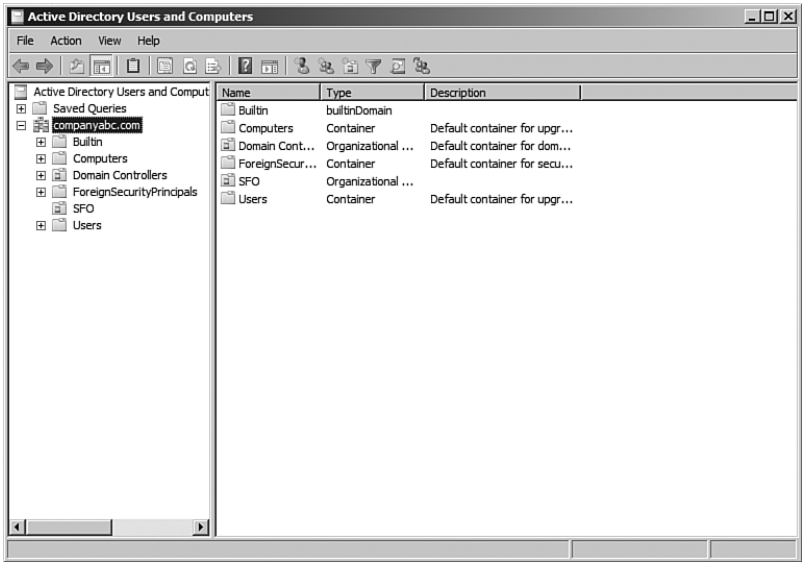 Active Directory Users and Computers
File Action View Help
Active Directory Users and Comput
Saved Queries
companyabc.com
Builtin
Computers
Domain Controllers
ForeignSecurityPrincipals
SFO
Users
Name Type Description
Builtin builtinDomain
Computers Container Default container for upgr...
Domain Cont... Organizational ... Default container for dom...
ForeignSecur... Container Default container for secu...
SFO Organizational ...
Users Container Default container for upgr...